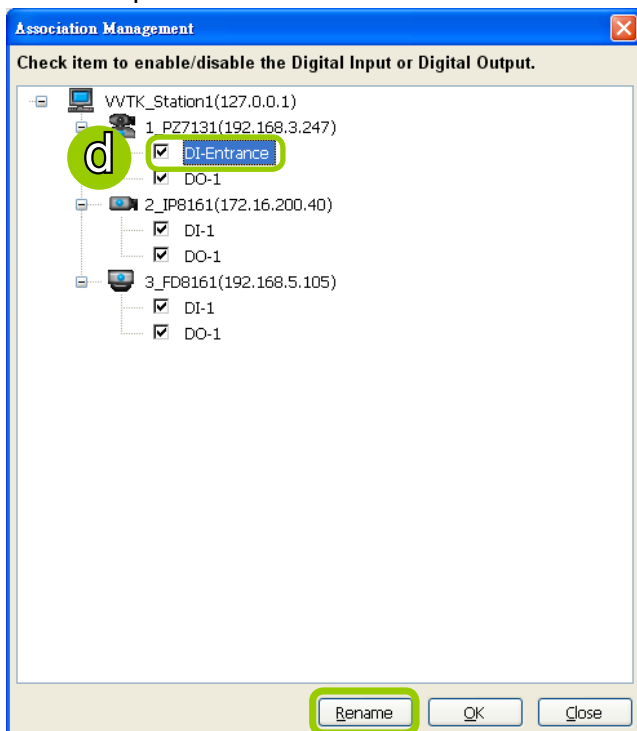 Association Management
Check item to enable/disable the Digital Input or Digital Output.
VVTK_Station1(127.0.0.1)
1_PZ7131(192.168.3.247)
d
DI-Entrance
DO-1
2_IP8161(172.16.200.40)
DI-1
DO-1
3_FD8161(192.168.5.105)
DI-1
DO-1
Rename
OK
Close